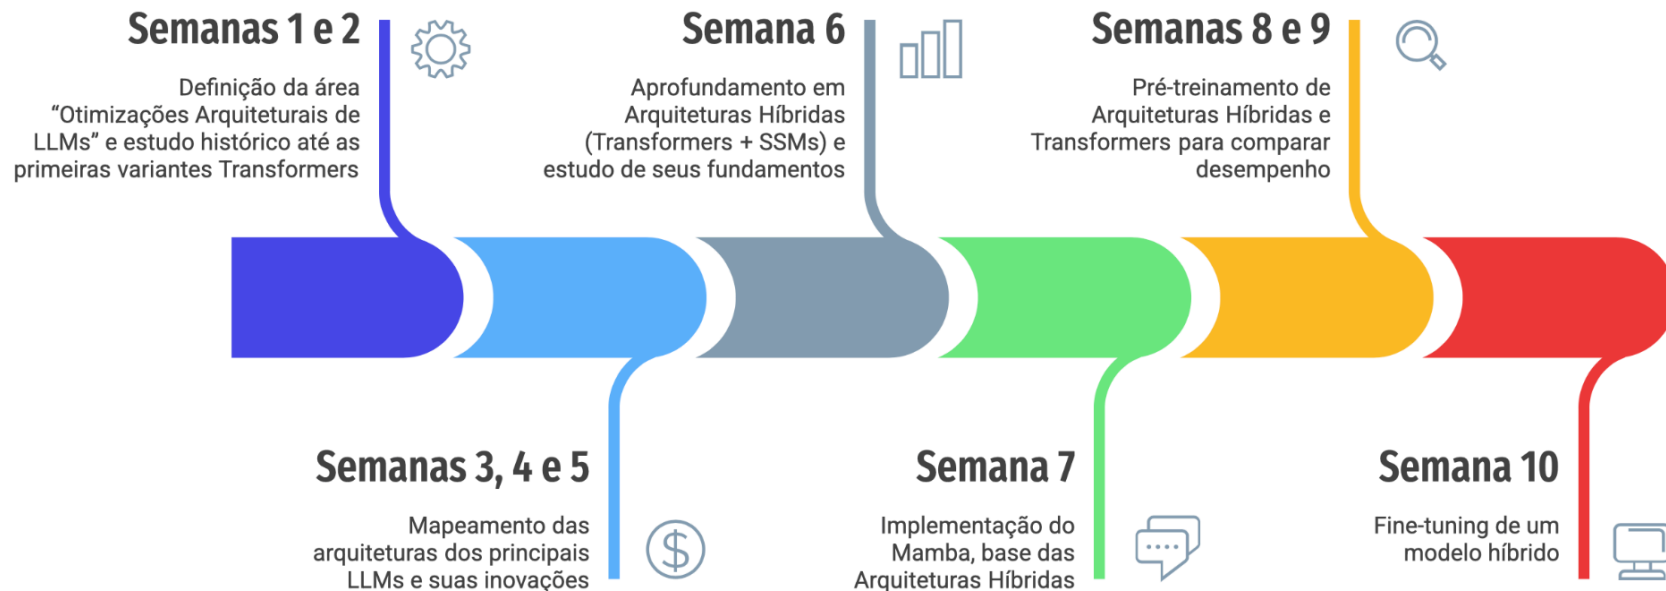 Semanas 1 e 2
Definição da área
“Otimizações Arquiteturais de
LLMs” e estudo histórico até as
primeiras variantes Transformers
Semanas 3, 4 e 5
Mapeamento das
arquiteturas dos principais
LLMs e suas inovações
Semana 6
Aprofundamento em
Arquiteturas Híbridas
(Transformers + SSMs) e
estudo de seus fundamentos
Semana 7
Implementação do
Mamba, base das
Arquiteturas Híbridas
Semanas 8 e 9
Pré-treinamento de
Arquiteturas Híbridas e
Transformers para comparar
desempenho
Semana 10
Fine-tuning de um
modelo híbrido
$